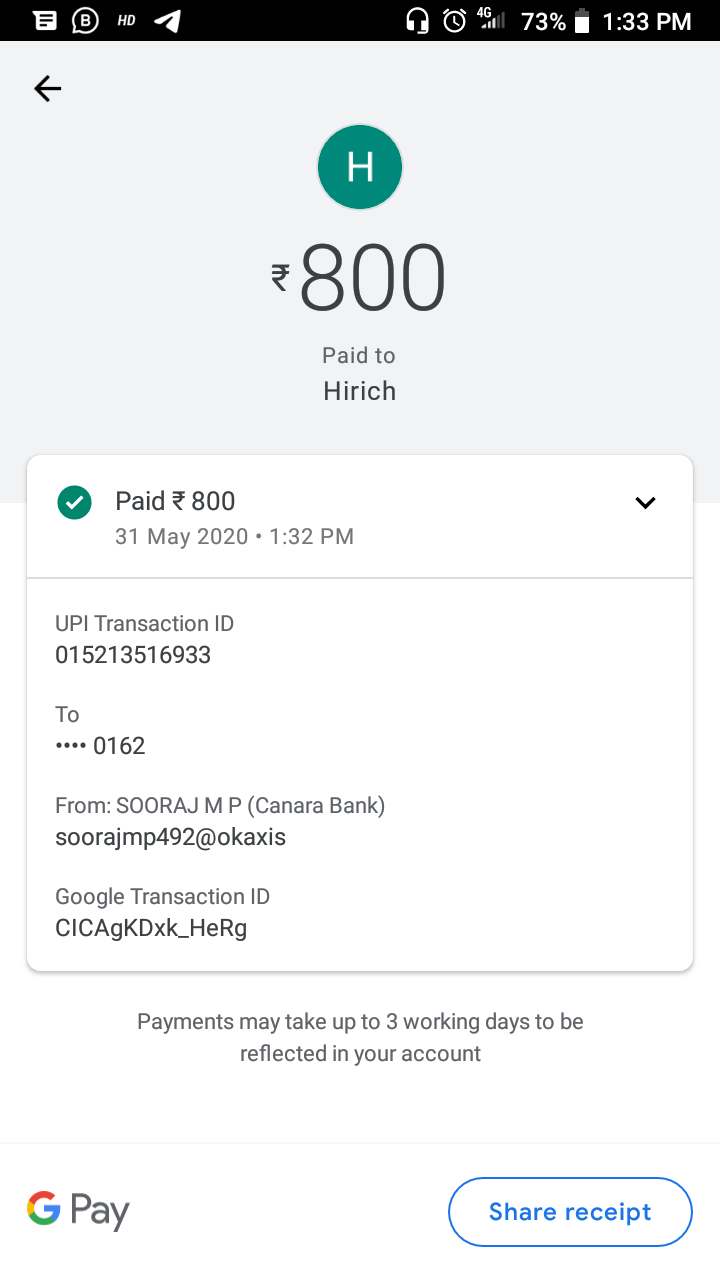 B HD 4G 73% 1:33 PM
H
₹800
Paid to
Hirich
Paid ₹ 800
31 May 2020 • 1:32 PM
UPI Transaction ID
015213516933
To
•••• 0162
From: SOORAJ M P (Canara Bank)
soorajmp492@okaxis
Google Transaction ID
CICAgKDxk_HeRg
Payments may take up to 3 working days to be
reflected in your account
G Pay
Share receipt